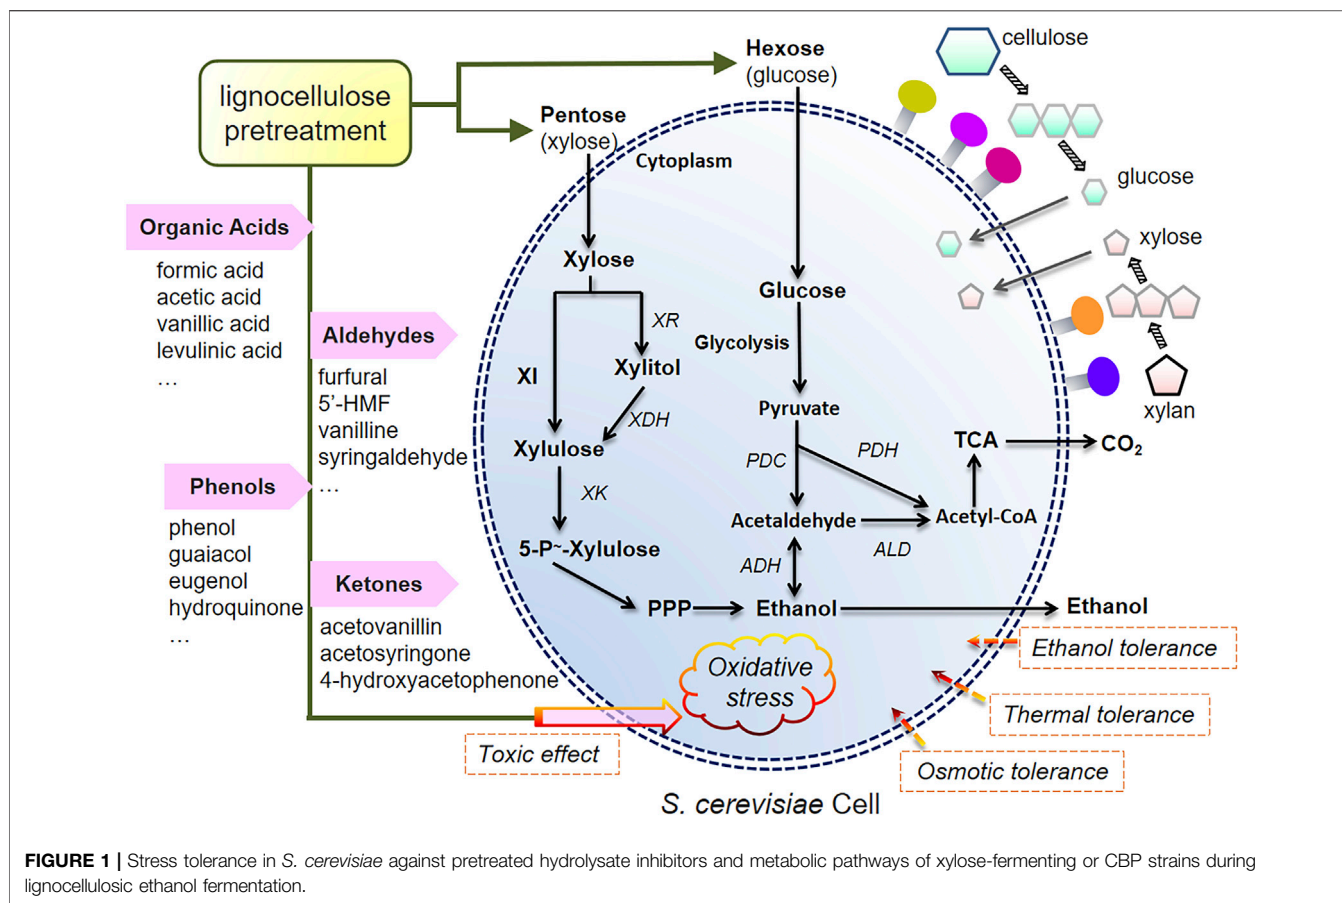 lignocellulose
pretreatment
Hexose
(glucose)
Pentose
(xylose)
Cytoplasm
cellulose
glucose
xylose
xylan
Organic Acids
formic acid
acetic acid
vanillic acid
levulinic acid
...
Aldehydes
furfural
5'-HMF
vanilline
syringaldehyde
...
Phenols
phenol
guaiacol
eugenol
hydroquinone
...
Ketones
acetovanillin
acetosyringone
4-hydroxyacetophenone
Xylose
XR
XI
Xylitol
XDH
Xylulose
XK
5-P~-Xylulose
PPP
Glucose
Glycolysis
Pyruvate
PDC
PDH
Acetaldehyde
ALD
Acetyl-CoA
TCA
CO₂
ADH
Ethanol
Ethanol
Oxidative
stress
Toxic effect
Ethanol tolerance
Thermal tolerance
Osmotic tolerance
S. cerevisiae Cell
FIGURE 1 | Stress tolerance in S. cerevisiae against pretreated hydrolysate inhibitors and metabolic pathways of xylose-fermenting or CBP strains during
lignocellulosic ethanol fermentation.